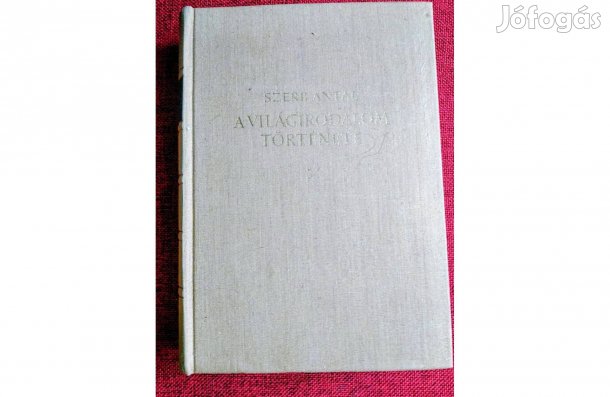 Jófogás
SZERB ANTAL
A VILÁGIRODALOM
TÖRTÉNETE